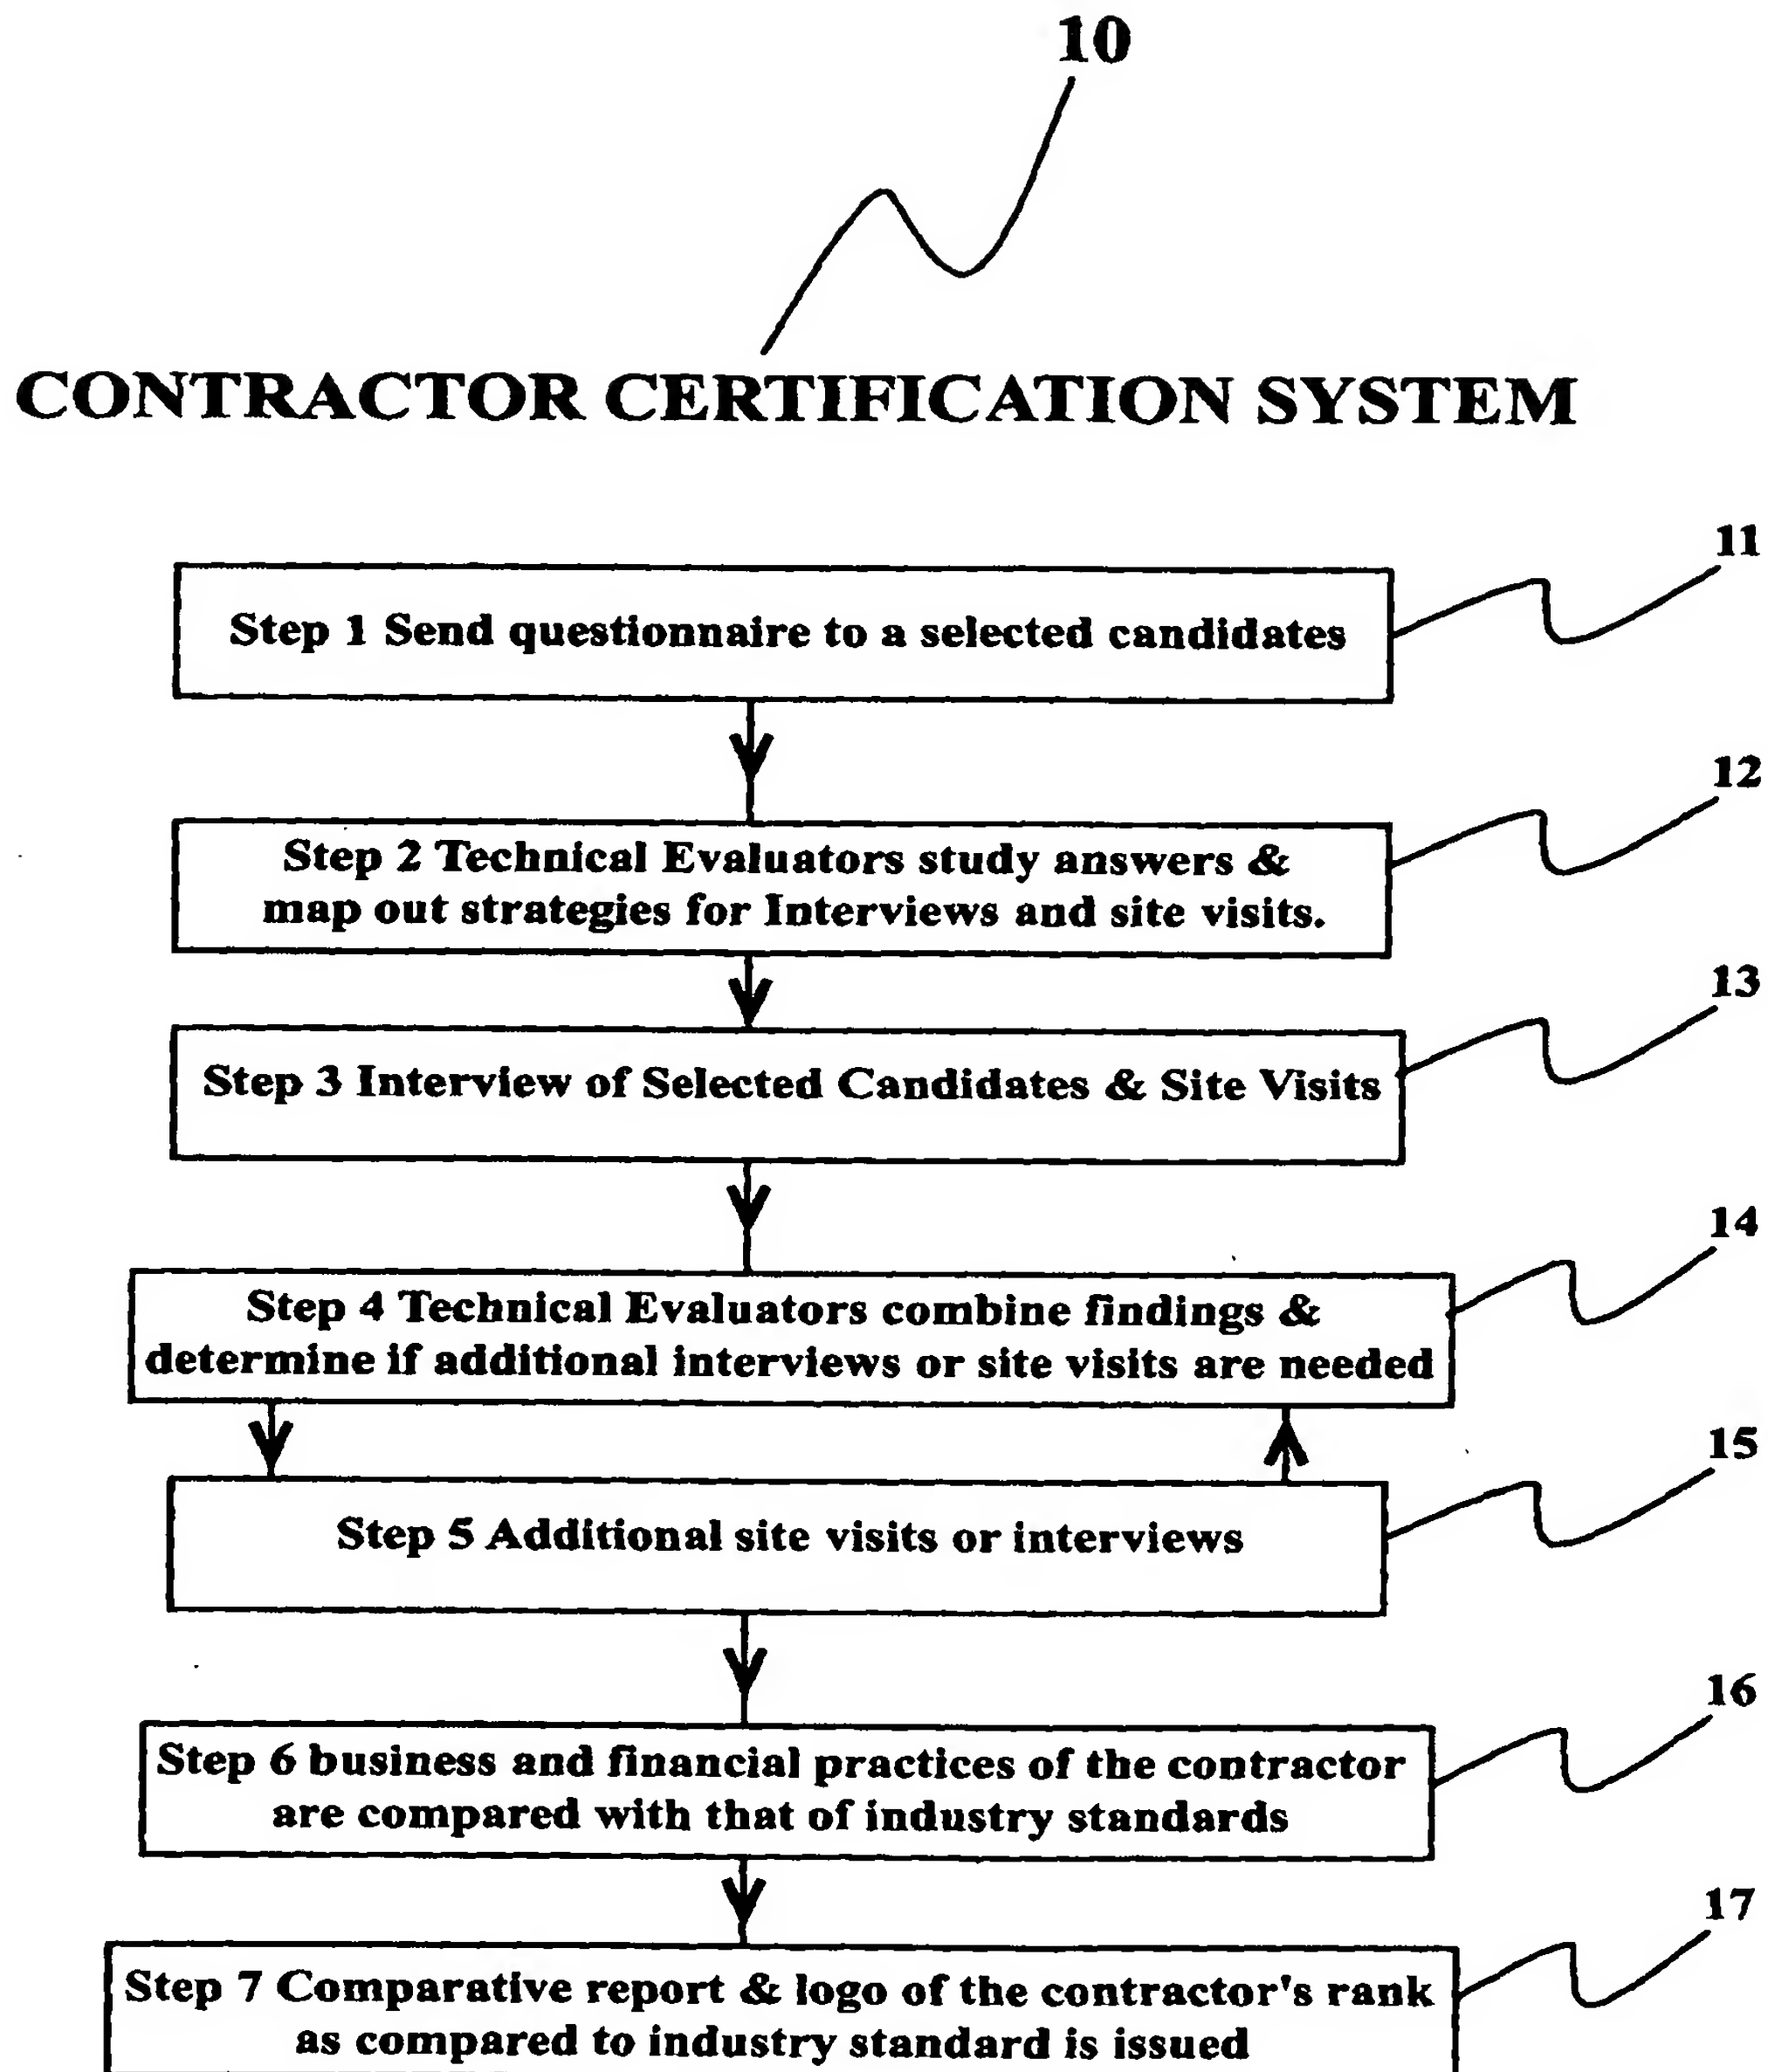 10
CONTRACTOR CERTIFICATION SYSTEM
11
Step 1 Send questionnaire to a selected candidates
12
Step 2 Technical Evaluators study answers &
map out strategies for Interviews and site visits.
13
Step 3 Interview of Selected Candidates & Site Visits
14
Step 4 Technical Evaluators combine findings &
determine if additional interviews or site visits are needed
15
Step 5 Additional site visits or interviews
16
Step 6 business and financial practices of the contractor
are compared with that of industry standards
17
Step 7 Comparative report & logo of the contractor's rank
as compared to industry standard is issued